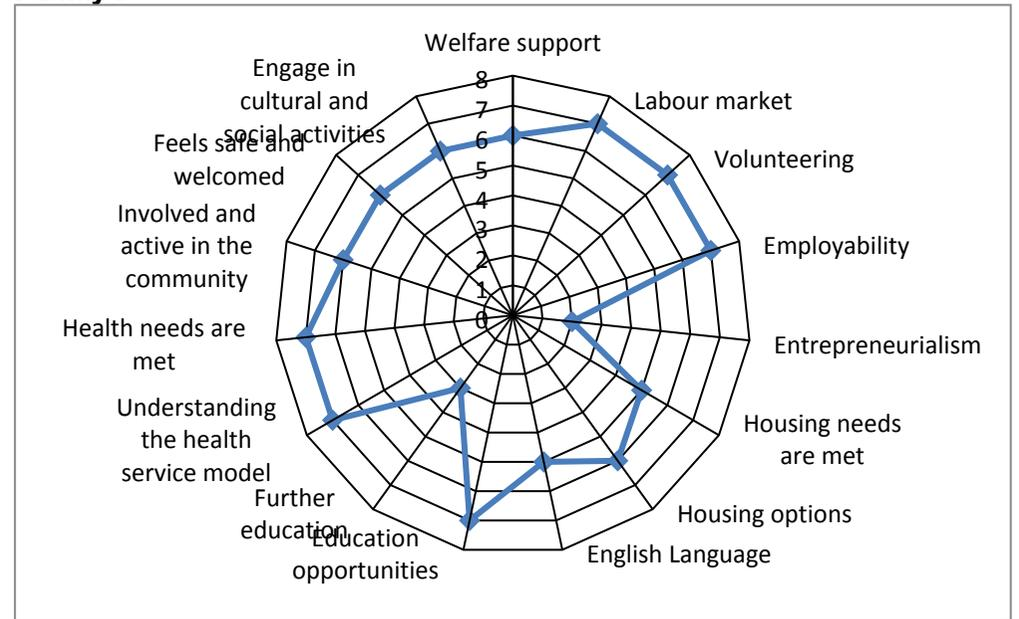 Welfare support
Labour market
Volunteering
Employability
Entrepreneurialism
Housing needs
are met
Housing options
English Language
Education
opportunities
Further
education
Understanding
the health
service model
Health needs are
met
Involved and
active in the
community
Feels safe and
welcomed
Engage in
cultural and
social activities
8
7
6
5
4
3
2
1
0